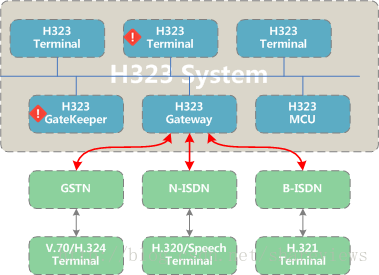 H323
Terminal
H323
Terminal
H323
Terminal
H323 System
H323
GateKeeper
H323
Gateway
H323
MCU
GSTN
N-ISDN
B-ISDN
V.70/H.324
Terminal
H.320/Speech
Terminal
H.321
Terminal